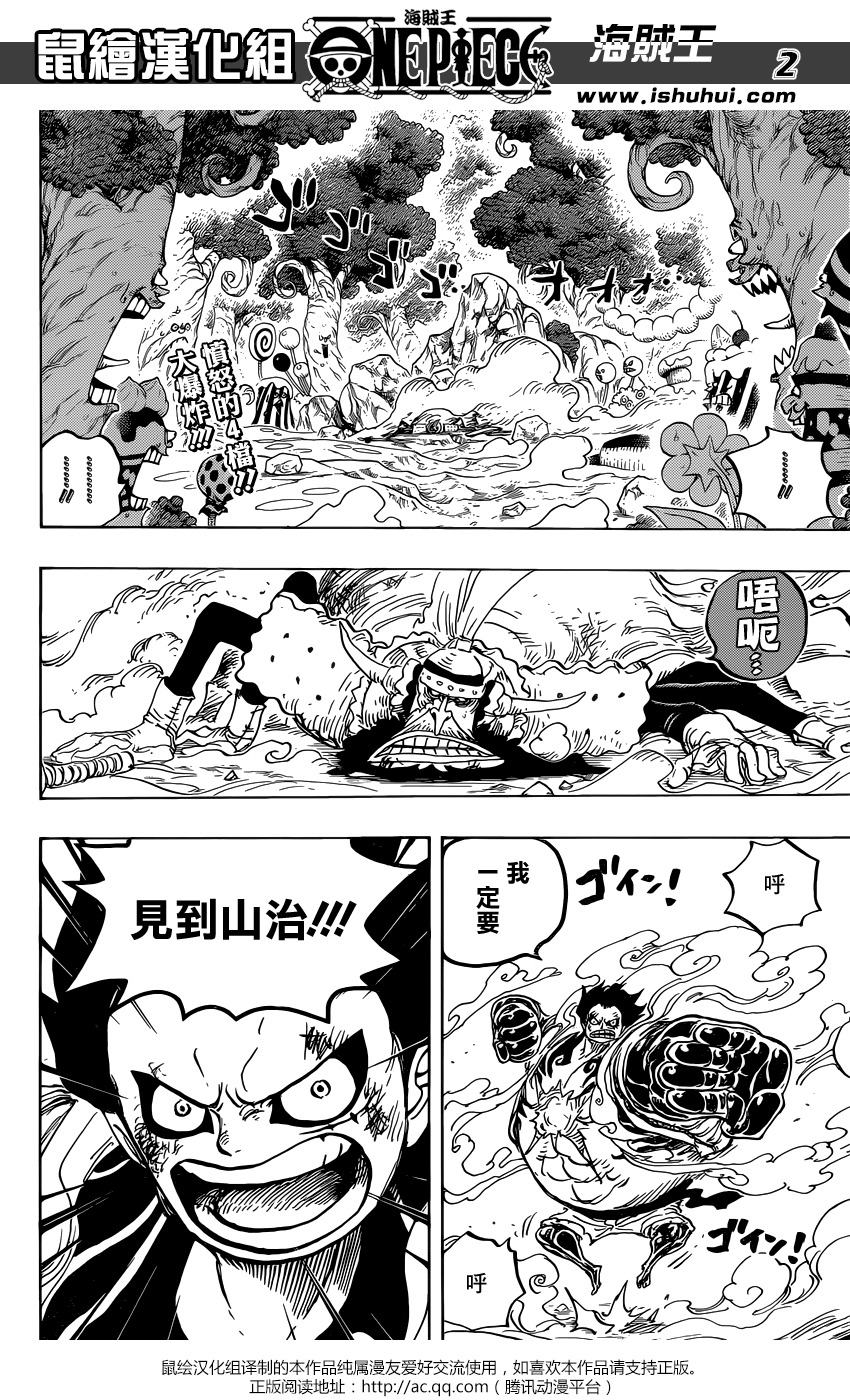 鼠繪漢化組
海賊王
ONE PIECE
海賊王
2
www.ishuhui.com
ゴゴゴゴ
オオオ…
憤怒的4檔!!
大爆炸!!!
………!!
………!!
唔呃…
呼
ゴイン!
我
一定要
ゴイン!
呼
見到山治!!!
鼠绘汉化组译制的本作品纯属漫友爱好交流使用，如喜欢本作品请支持正版。
正版阅读地址：http://ac.qq.com（腾讯动漫平台）